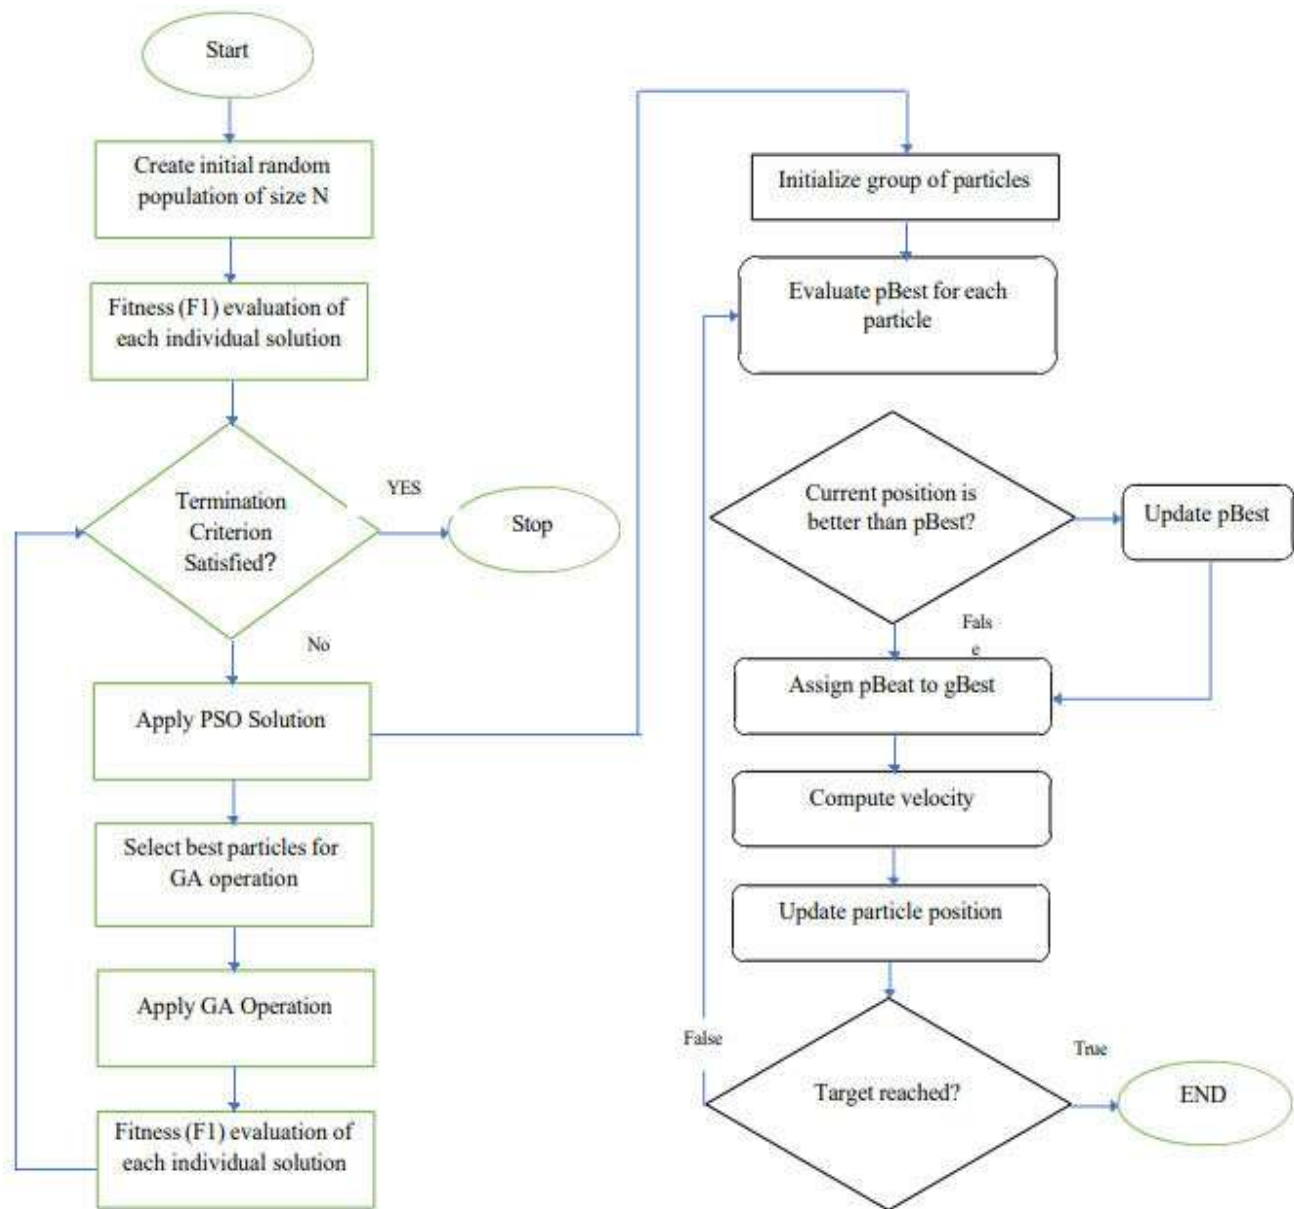 Start
Create initial random
population of size N
Fitness (F1) evaluation of
each individual solution
Termination
Criterion
Satisfied?
YES
Stop
No
Apply PSO Solution
Select best particles for
GA operation
Apply GA Operation
Fitness (F1) evaluation of
each individual solution
Initialize group of particles
Evaluate pBest for each
particle
Current position is
better than pBest?
Update pBest
Fals
e
Assign pBeat to gBest
Compute velocity
Update particle position
False
Target reached?
True
END